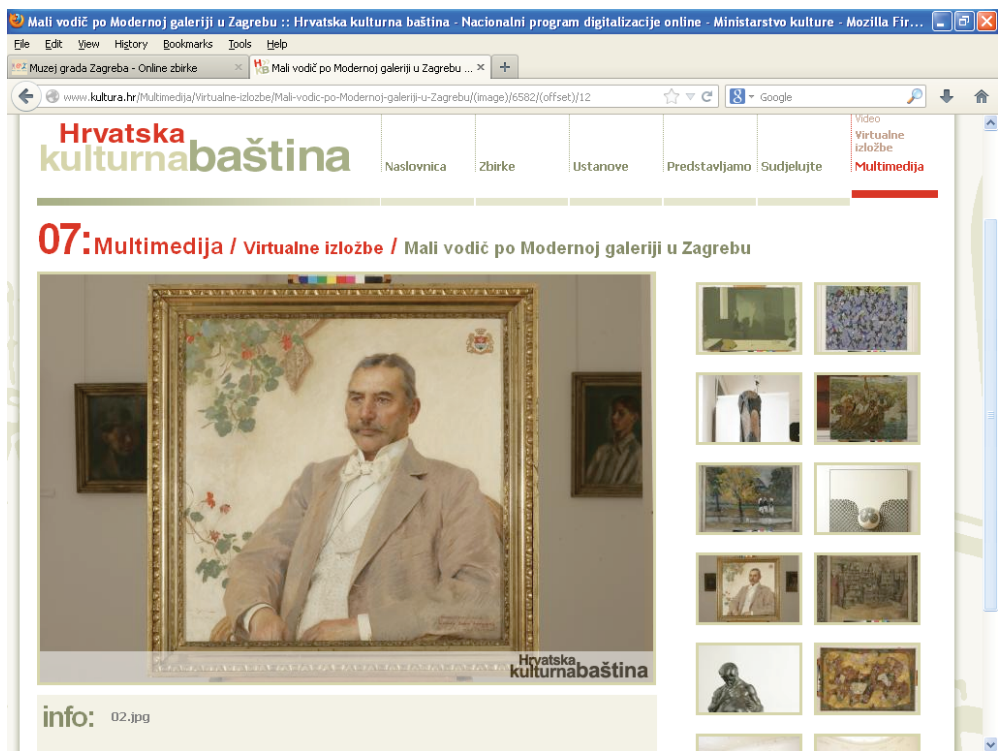 Mali vodič po Modernoj galeriji u Zagrebu :: Hrvatska kulturna baština - Nacionalni program digitalizacije online - Ministarstvo kulture - Mozilla Fir...
File Edit View History Bookmarks Tools Help
Muzej grada Zagreba - Online zbirke
Mali vodič po Modernoj galeriji u Zagrebu ...
www.kultura.hr/Multimedija/Virtualne-izlozbe/Mali-vodic-po-Modernoj-galeriji-u-Zagrebu/(image)/6582/(offset)/12
Google
Hrvatska
kulturnabaština
Naslovnica
Zbirke
Ustanove
Predstavljamo
Sudjelujte
Video
Virtualne
izložbe
Multimedija
07:Multimedija / Virtualne izložbe / Mali vodič po Modernoj galeriji u Zagrebu
Hrvatska
kulturnabaština
info: 02.jpg